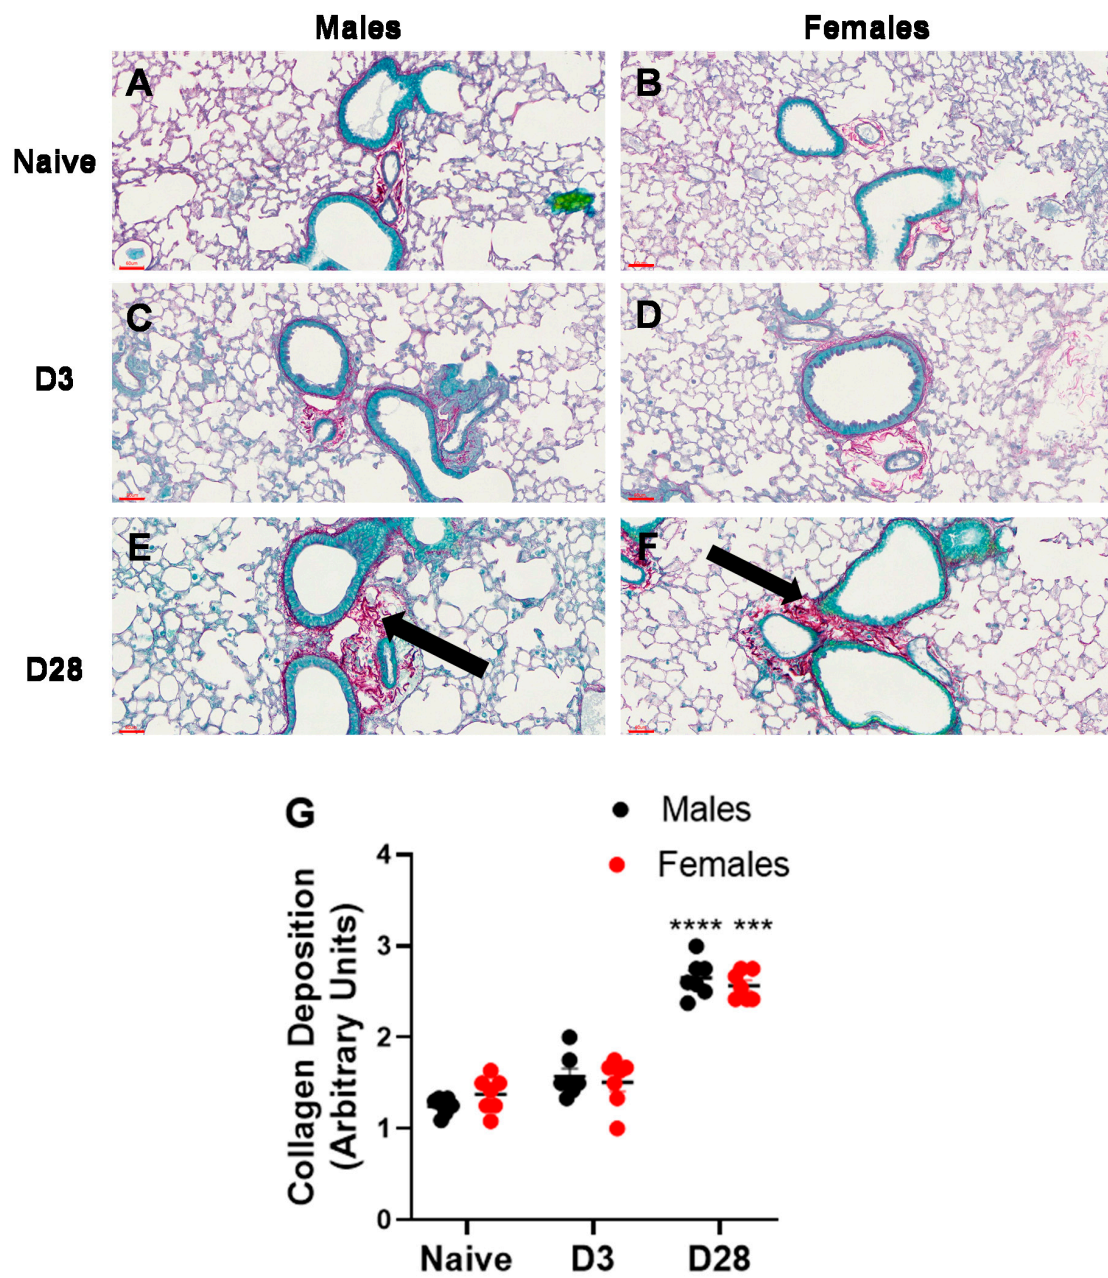 Males Females
A B
Naive
60µm
C D
D3
E F
D28
G
Males
Females
Collagen Deposition
(Arbitrary Units)
4
3
2
1
0
**** ***
Naive D3 D28